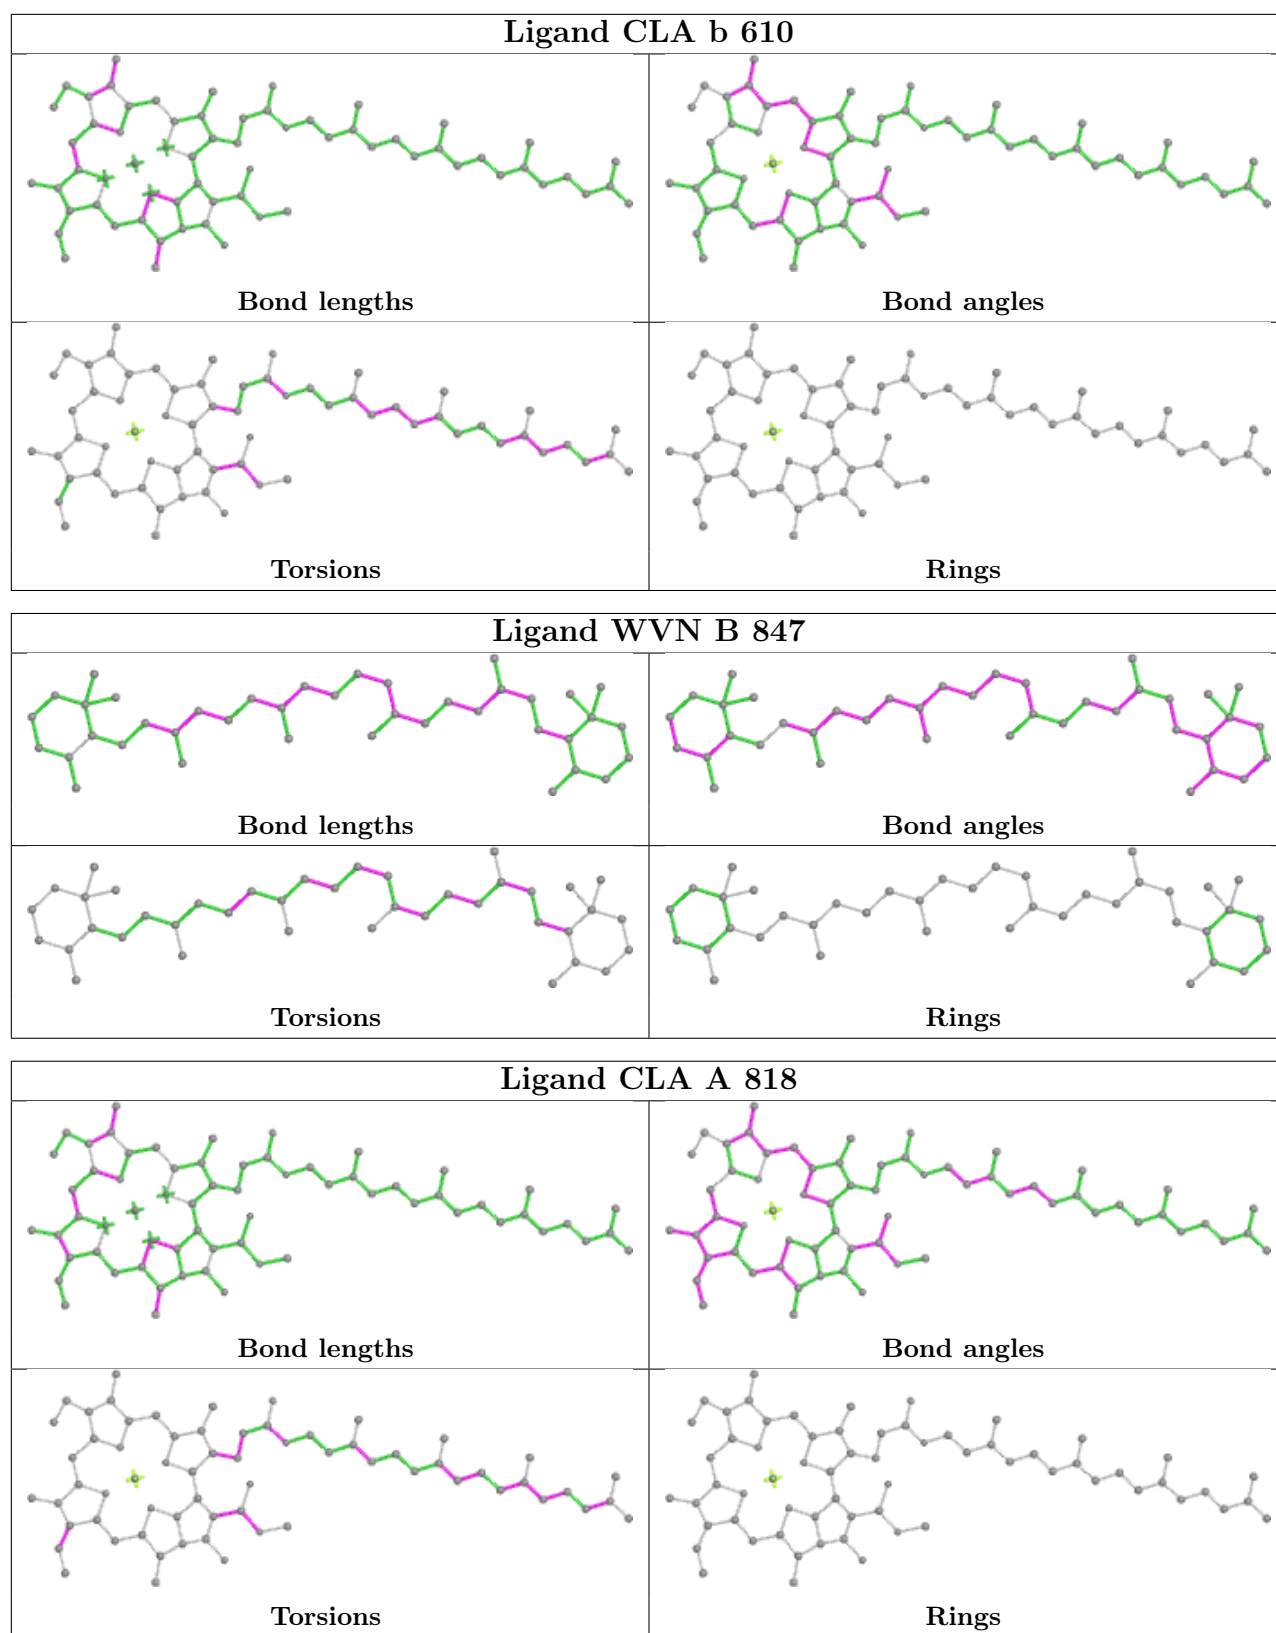 Ligand CLA b 610
Bond lengths
Bond angles
Torsions
Rings
Ligand WVN B 847
Bond lengths
Bond angles
Torsions
Rings
Ligand CLA A 818
Bond lengths
Bond angles
Torsions
Rings